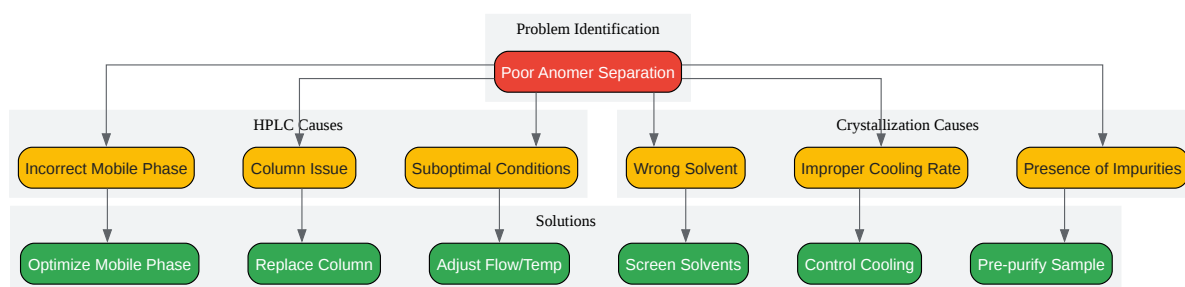 Problem Identification
Poor Anomer Separation
HPLC Causes
Crystallization Causes
Incorrect Mobile Phase
Column Issue
Suboptimal Conditions
Wrong Solvent
Improper Cooling Rate
Presence of Impurities
Solutions
Optimize Mobile Phase
Replace Column
Adjust Flow/Temp
Screen Solvents
Control Cooling
Pre-purify Sample